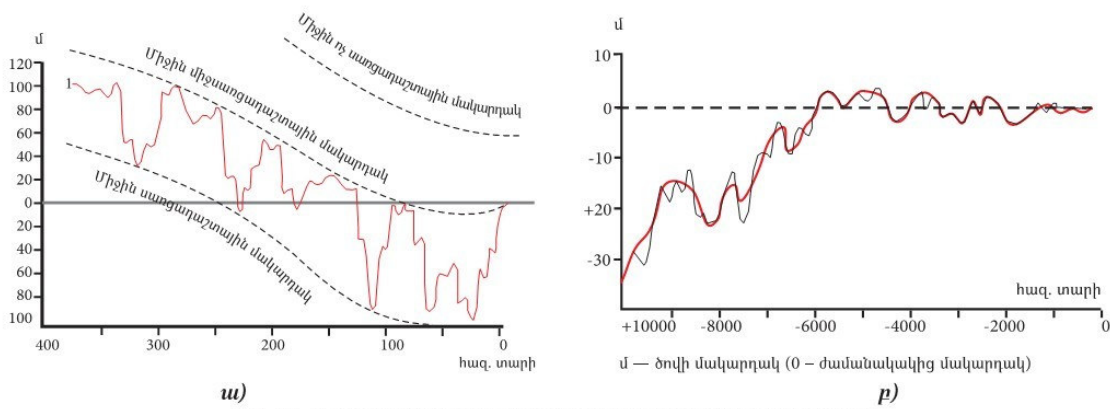 մ
120
100
80
60
40
20
0
20
40
60
80
100
1
Միջին ոչ սառցադաշտային մակարդակ
Միջին միջսառցադաշտային մակարդակ
Միջին սառցադաշտային մակարդակ
400 300 200 100 0
հազ. տարի
ա)
մ
10
0
-10
+20
-30
հազ. տարի
+10000 -8000 -6000 -4000 -2000 0
մ — ծովի մակարդակ (0 – ժամանակակից մակարդակ)
բ)